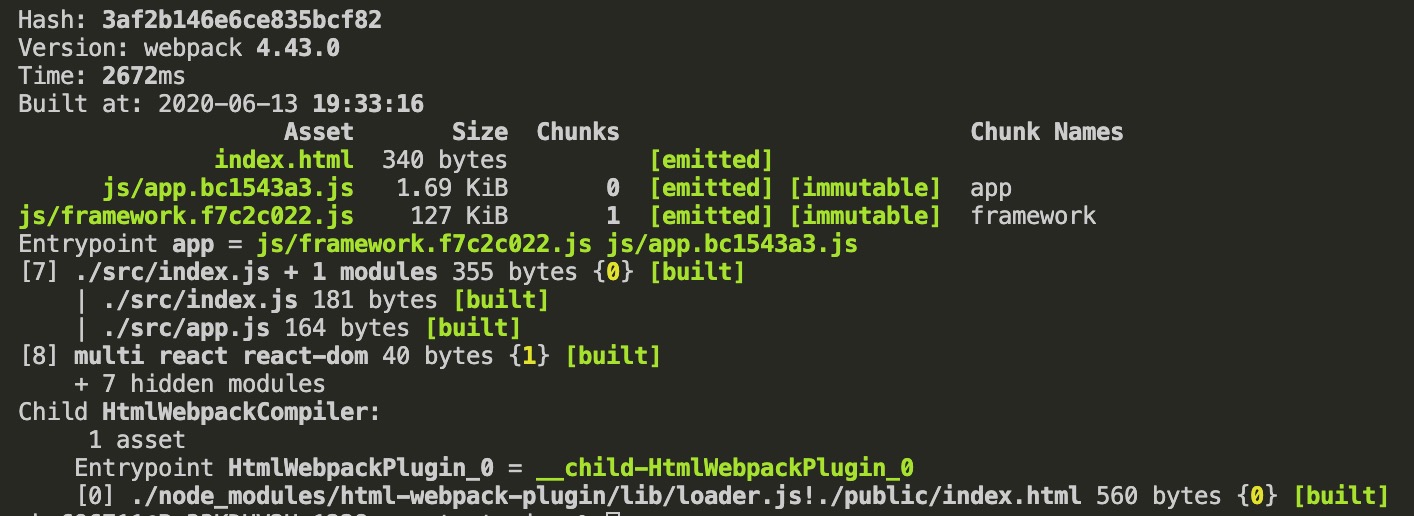 Hash: 3af2b146e6ce835bcf82
Version: webpack 4.43.0
Time: 2672ms
Built at: 2020-06-13 19:33:16
Asset Size Chunks Chunk Names
index.html 340 bytes [emitted]
js/app.bc1543a3.js 1.69 KiB 0 [emitted] [immutable] app
js/framework.f7c2c022.js 127 KiB 1 [emitted] [immutable] framework
Entrypoint app = js/framework.f7c2c022.js js/app.bc1543a3.js
[7] ./src/index.js + 1 modules 355 bytes {0} [built]
| ./src/index.js 181 bytes [built]
| ./src/app.js 164 bytes [built]
[8] multi react react-dom 40 bytes {1} [built]
+ 7 hidden modules
Child HtmlWebpackCompiler:
1 asset
Entrypoint HtmlWebpackPlugin_0 = __child-HtmlWebpackPlugin_0
[0] ./node_modules/html-webpack-plugin/lib/loader.js!./public/index.html 560 bytes {0} [built]